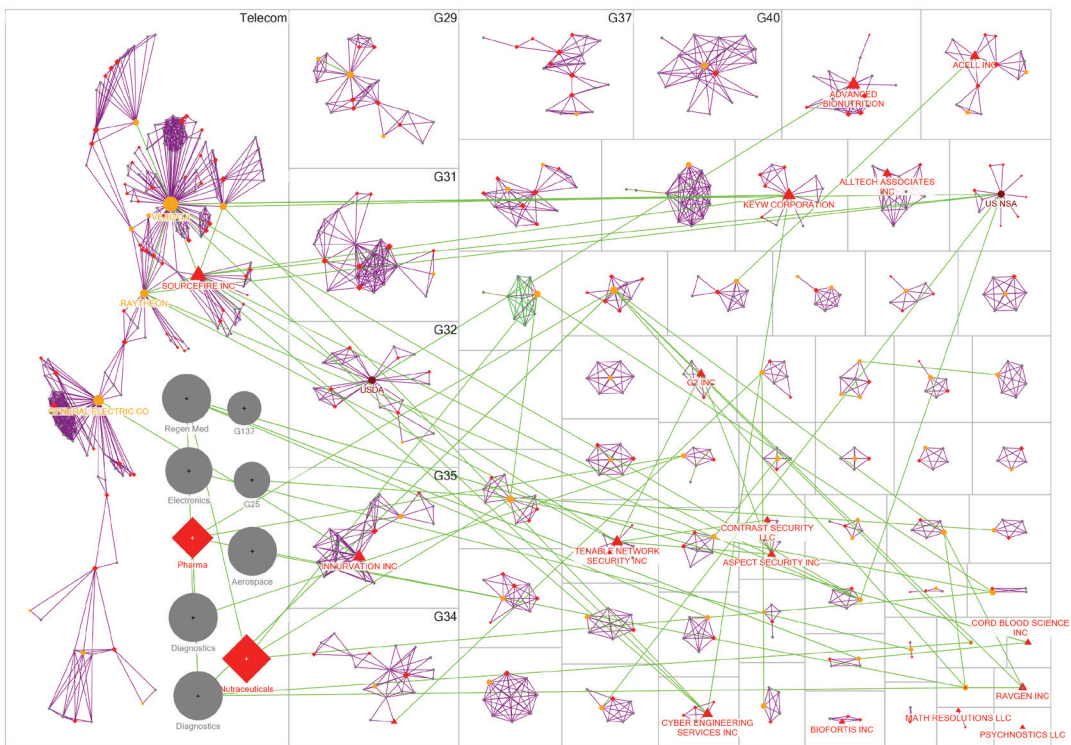 Telecom
G29
G37
G40
ACELL INC
ADVANCED
BIONUTRITION
G31
ALLTECH ASSOCIATES
INC
KEYW CORPORATION
US NSA
VERIZON
SOURCEFIRE INC
RAYTHEON
G32
USDA
G2 INC
GENERAL ELECTRIC CO
Regen Med
G137
G35
Electronics
G25
CONTRAST SECURITY
LLC
TENABLE NETWORK
SECURITY INC
ASPECT SECURITY INC
INNURVATION INC
Pharma
Aerospace
G34
CORD BLOOD SCIENCE
INC
Diagnostics
Nutraceuticals
RAVGEN INC
Diagnostics
CYBER ENGINEERING
SERVICES INC
BIOFORTIS INC
MATH RESOLUTIONS LLC
PSYCHNOSTICS LLC